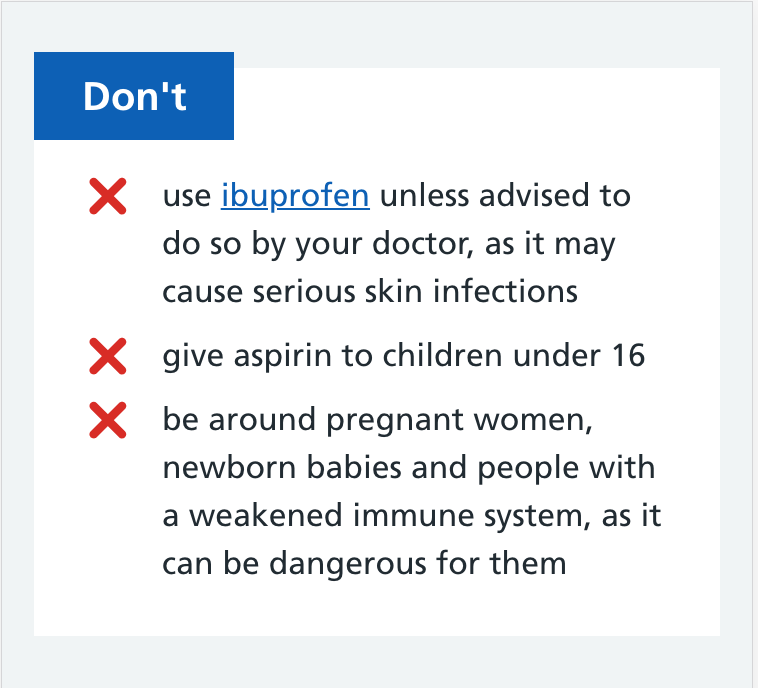 Don't
use ibuprofen unless advised to
do so by your doctor, as it may
cause serious skin infections
give aspirin to children under 16
be around pregnant women,
newborn babies and people with
a weakened immune system, as it
can be dangerous for them